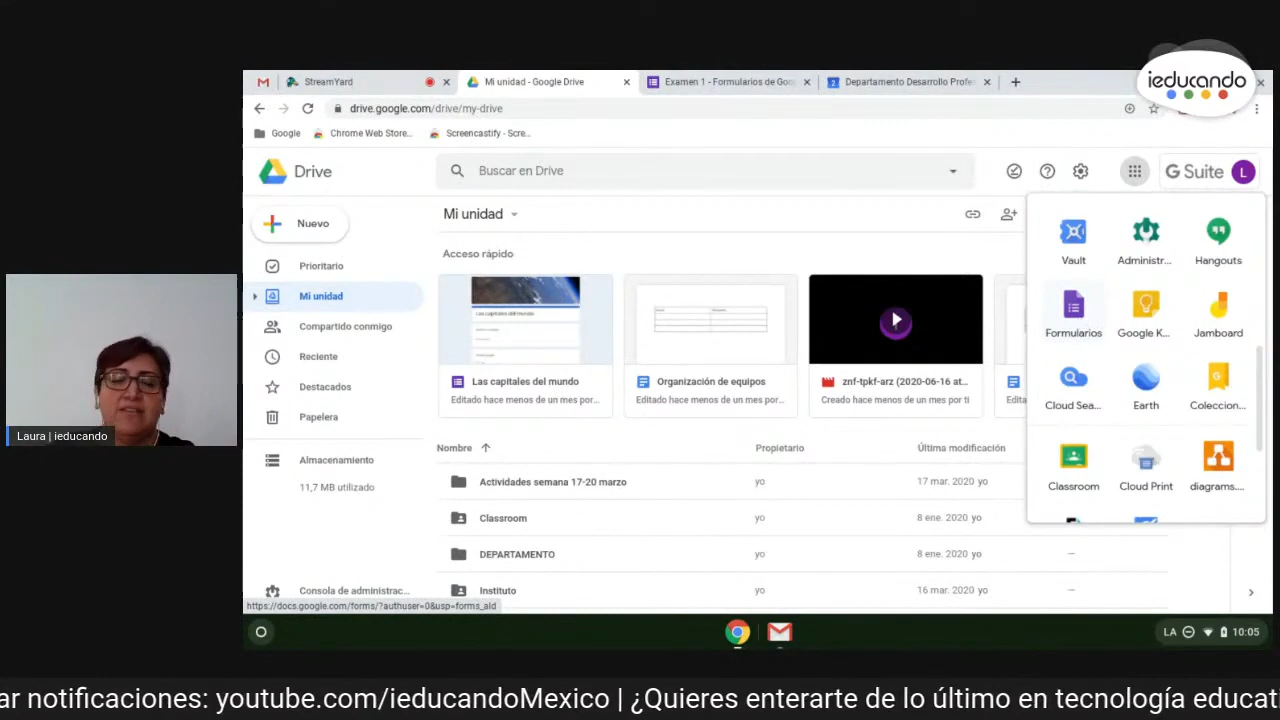 ieducando
StreamYard
Mi unidad - Google Drive
Examen 1 - Formularios de Goo
Departamento Desarrollo Profes
drive.google.com/drive/my-drive
Google
Chrome Web Store...
Screencastify - Scre...
Drive
Buscar en Drive
G Suite
L
Nuevo
Mi unidad
Prioritario
Mi unidad
Compartido conmigo
Reciente
Destacados
Papelera
Almacenamiento
11,7 MB utilizado
Consola de administrac...
Acceso rápido
Las capitales del mundo
Las capitales del mundo
Editado hace menos de un mes por...
Organización de equipos
Editado hace menos de un mes por...
znf-tpkf-arz (2020-06-16 at...
Creado hace menos de un mes por ti
Edita
Nombre
Propietario
Última modificación
Actividades semana 17-20 marzo
yo
17 mar. 2020 yo
Classroom
yo
8 ene. 2020 yo
DEPARTAMENTO
yo
8 ene. 2020 yo
—
Instituto
yo
16 mar. 2020 yo
—
Vault
Administr...
Hangouts
Formularios
Google K...
Jamboard
Cloud Sea...
Earth
Coleccion...
Classroom
Cloud Print
diagrams....
https://docs.google.com/forms/?authuser=0&usp=forms_ald
LA
10:05
Laura | ieducando
ar notificaciones: youtube.com/ieducandoMexico | ¿Quieres enterarte de lo último en tecnología educati